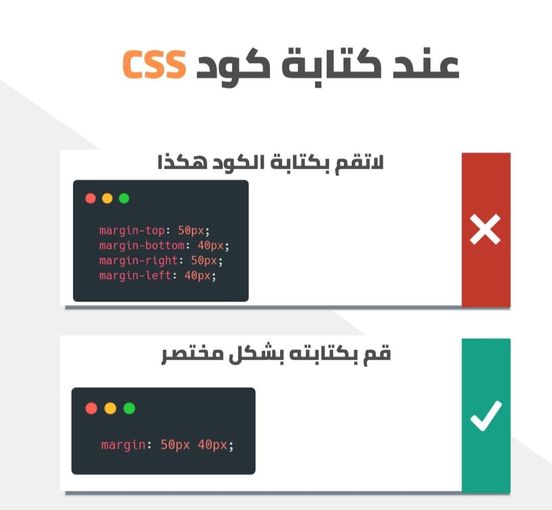 عند كتابة كود CSS
لاتقم بكتابة الكود هكذا
margin-top: 50px;
margin-bottom: 40px;
margin-right: 50px;
margin-left: 40px;
قم بكتابته بشكل مختصر
margin: 50px 40px;